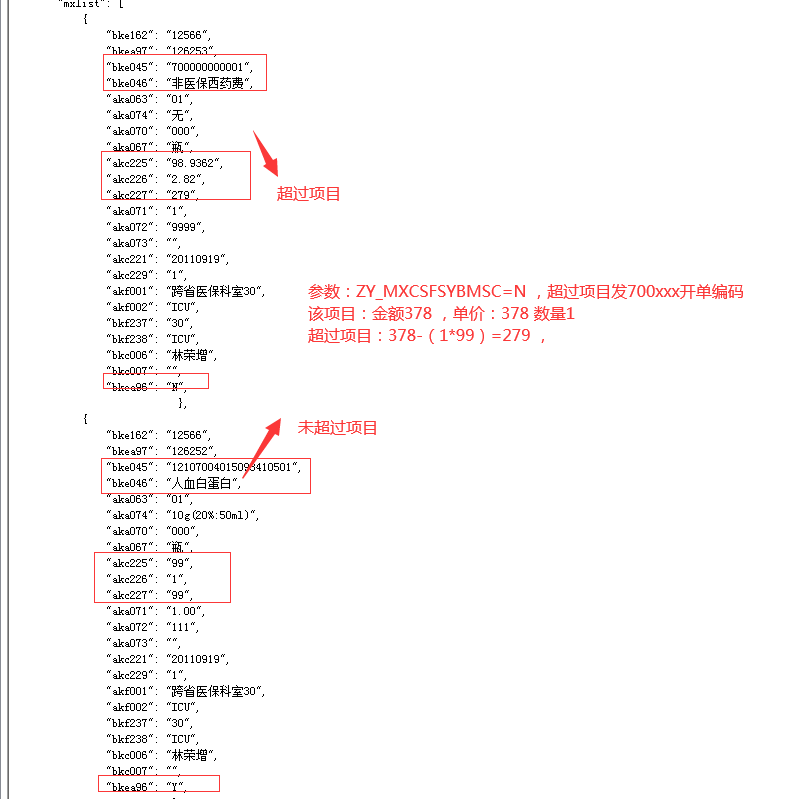 "mxlist": [
{
"bke162": "12566",
"bkea97": "126253",
"bke045": "700000000001",
"bke046": "非医保西药费",
"aka063": "01",
"aka074": "无",
"aka070": "000",
"aka067": "瓶",
"akc225": "98.9362",
"akc226": "2.82",
"akc227": "279",
超过项目
"aka071": "1",
"aka072": "9999",
"aka073": "",
"akc221": "20110919",
"akc229": "1",
"akf001": "跨省医保科室30",
参数：ZY_MXCSFSYBMSC=N ，超过项目发700xxx开单编码
"akf002": "ICU",
该项目：金额378 ，单价：378 数量1
"bkf237": "30",
超过项目：378-（1*99）=279 ，
"bkf238": "ICU",
"bkc006": "林荣增",
"bkc007": "",
"bkea96": "N",
},
{
未超过项目
"bke162": "12566",
"bkea97": "126252",
"bke045": "12107004015093410501",
"bke046": "人血白蛋白",
"aka063": "01",
"aka074": "10g(20%:50ml)",
"aka070": "000",
"aka067": "瓶",
"akc225": "99",
"akc226": "1",
"akc227": "99",
"aka071": "1.00",
"aka072": "111",
"aka073": "",
"akc221": "20110919",
"akc229": "1",
"akf001": "跨省医保科室30",
"akf002": "ICU",
"bkf237": "30",
"bkf238": "ICU",
"bkc006": "林荣增",
"bkc007": "",
"bkea96": "Y",